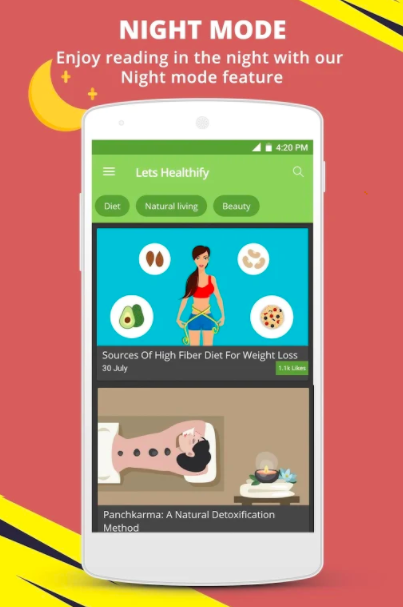 NIGHT MODE
Enjoy reading in the night with our
Night mode feature
4:20 PM
Lets Healthify
Diet
Natural living
Beauty
Sources Of High Fiber Diet For Weight Loss
30 July
1.1k Likes
Panchkarma: A Natural Detoxification
Method